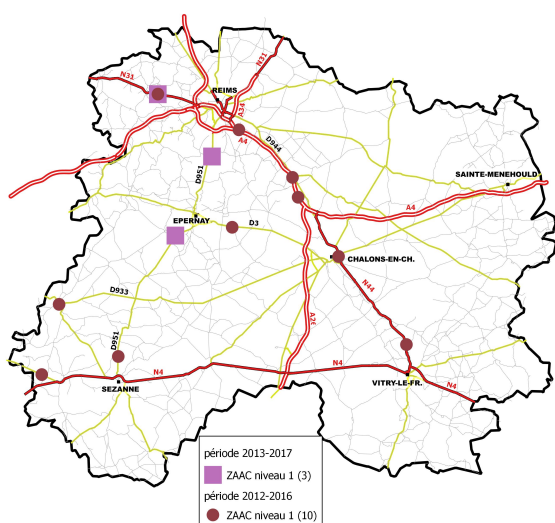 N31
N31
REIMS
A34
D944
A4
D951
SAINTE-MENEHOULD
A4
EPERNAY
D3
CHALONS-EN-CH.
N44
D933
A26
D951
N4
N4
N4
SEZANNE
VITRY-LE-FR.
période 2013-2017
ZAAC niveau 1 (3)
période 2012-2016
ZAAC niveau 1 (10)